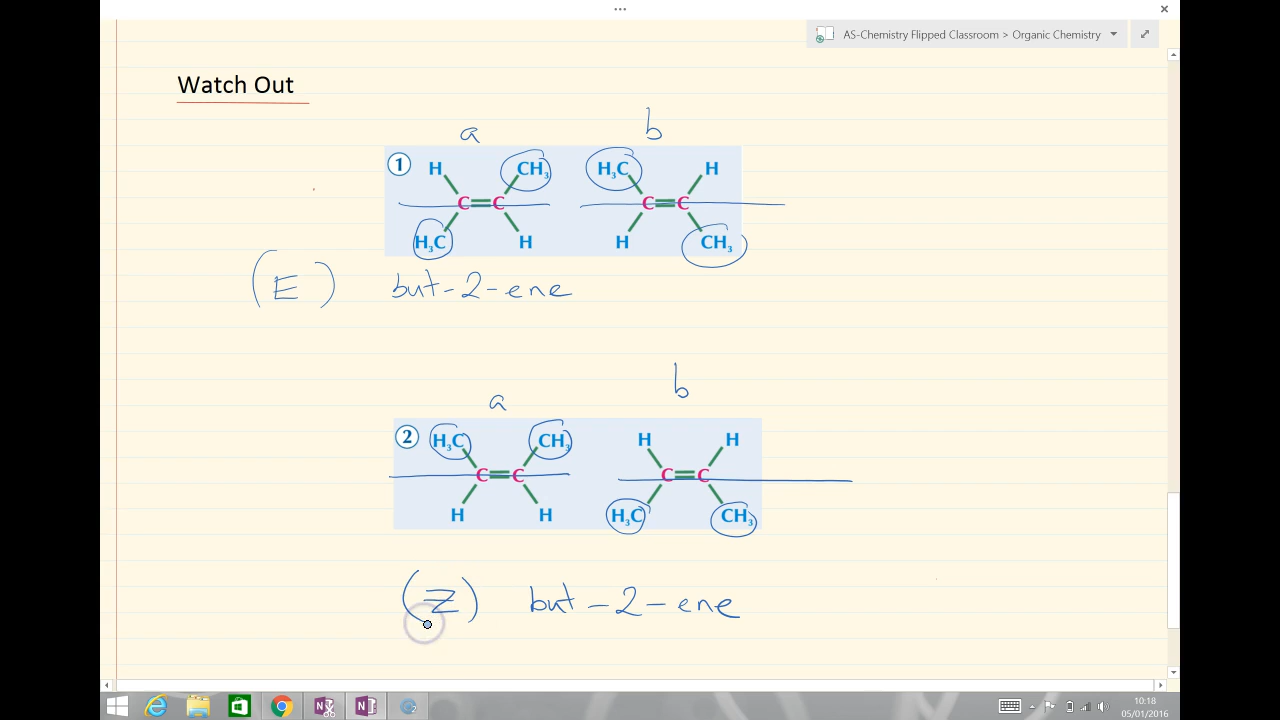 AS-Chemistry Flipped Classroom > Organic Chemistry
Watch Out
a b
1 H CH₃ H₃C H
C=C C=C
H₃C H H CH₃
(E) but-2-ene
a b
2 H₃C CH₃ H H
C=C C=C
H H H₃C CH₃
(Z) but-2-ene
10:18
05/01/2016